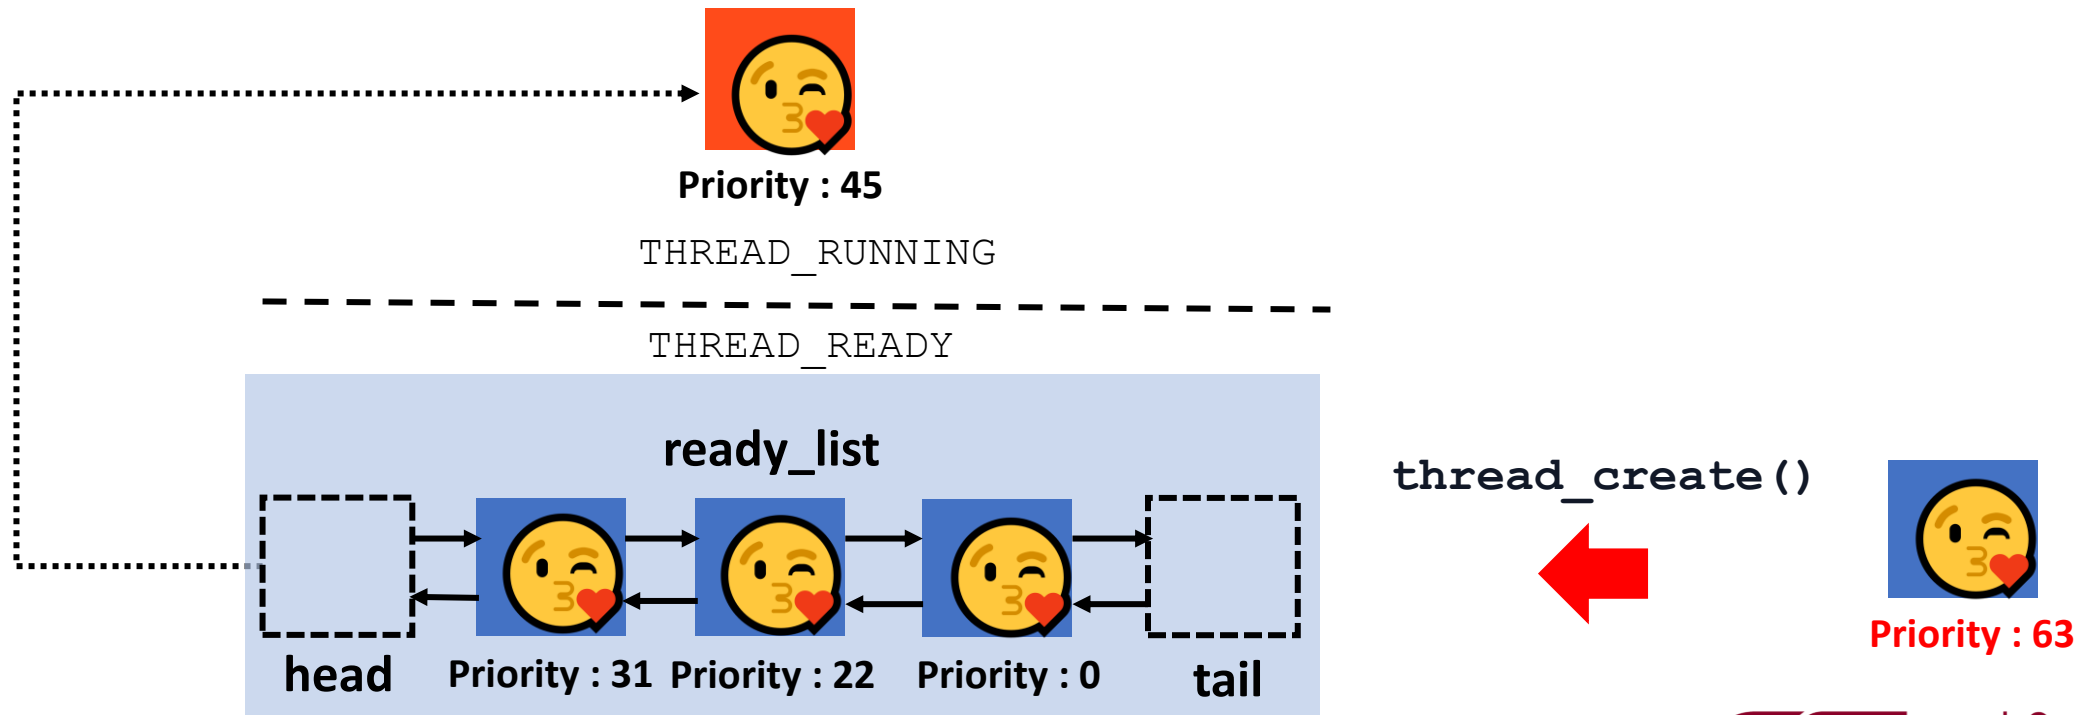 Priority : 45
THREAD_RUNNING
THREAD_READY
ready_list
thread_create()
Priority : 63
head
Priority : 31
Priority : 22
Priority : 0
tail